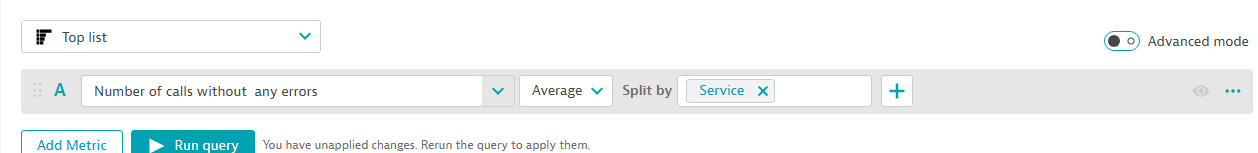 Top list
Advanced mode
A Number of calls without  any errors Average Split by Service
Add Metric Run query You have unapplied changes. Rerun the query to apply them.